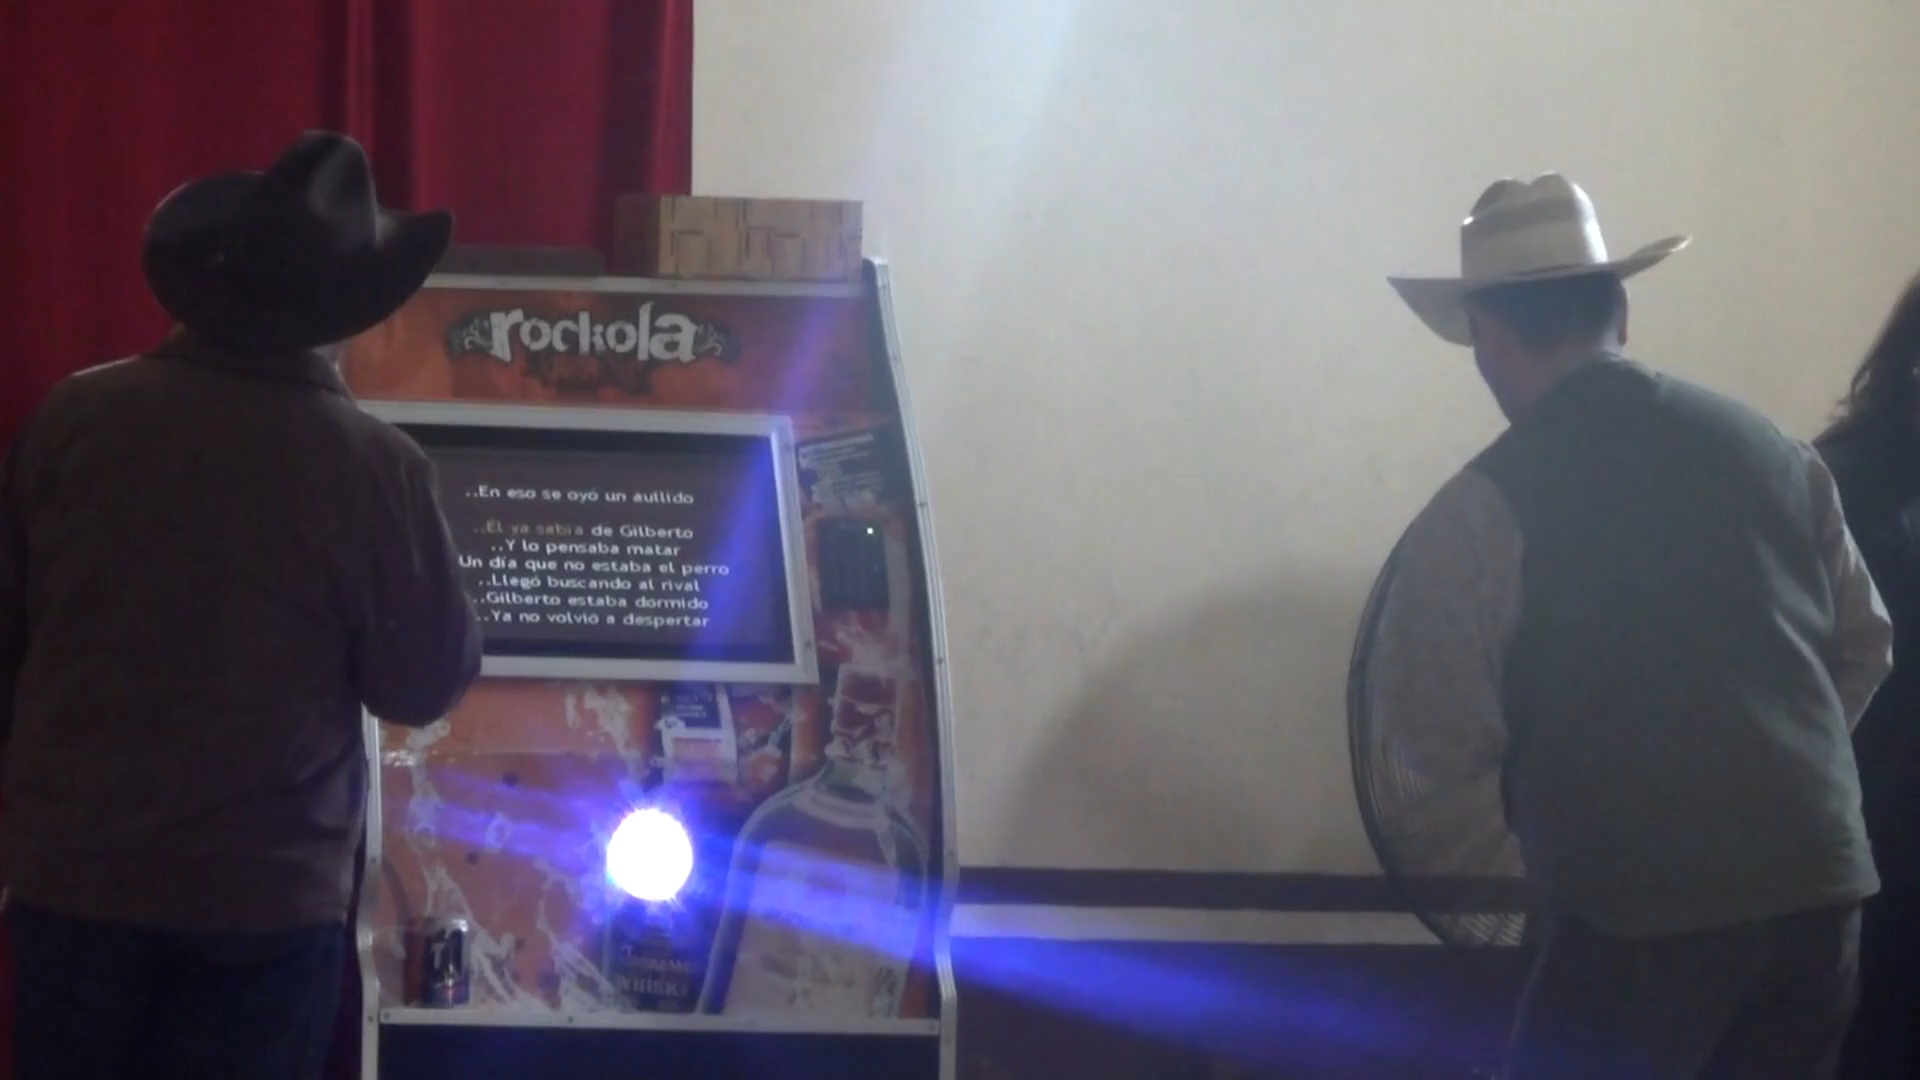 rockola
..En eso se oyó un aullido
..Él ya sabía de Gilberto
..Y lo pensaba matar
Un día que no estaba el perro
..Llegó buscando al rival
..Gilberto estaba dormido
..Ya no volvió a despertar
WHISKY